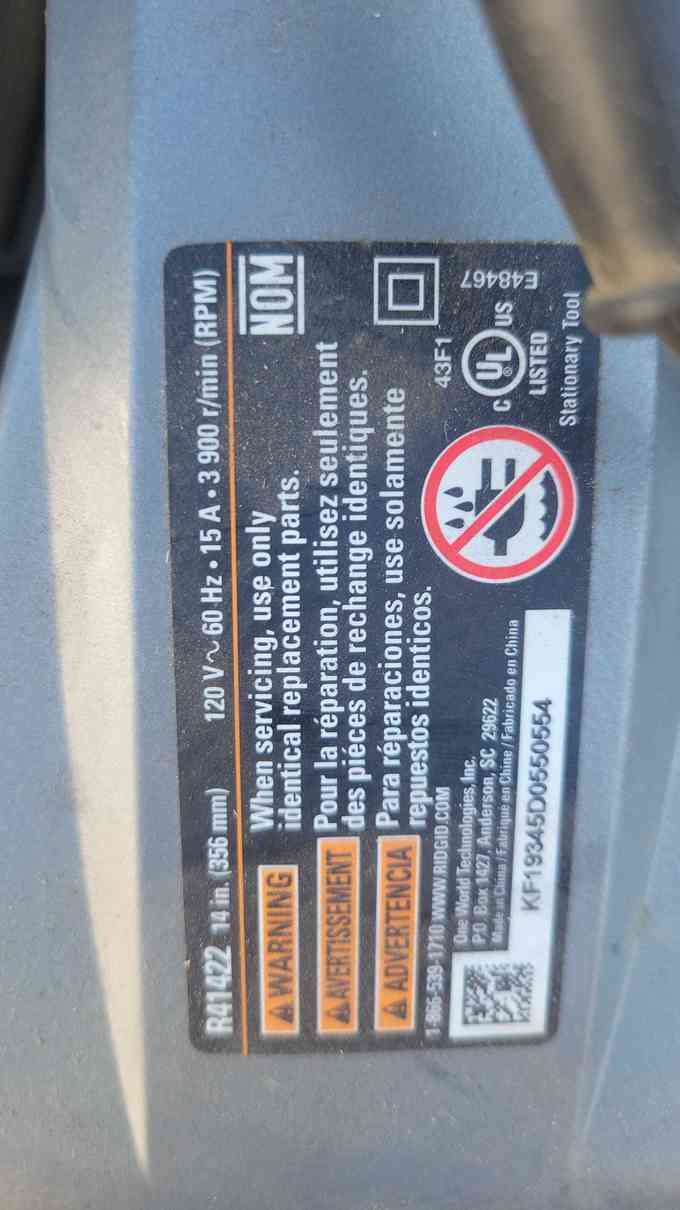 R41422 14 in. (356 mm) 120 V ~ 60 Hz • 15 A • 3 900 r/min (RPM)
WARNING
When servicing, use only
identical replacement parts.
NOM
AVERTISSEMENT
Pour la réparation, utilisez seulement
des piéces de rechange identiques.
ADVERTENCIA
Para réparaciones, use solamente
repuestos identicos.
1-866-539-1710 WWW.RIDGID.COM
One World Technologies, Inc.
P.O. Box 1427, Anderson, SC 29622
Made in China / Fabriqué en Chine / Fabricado en China
KF19345D0550554
43F1
C UL ® US
LISTED
E48467
Stationary Tool